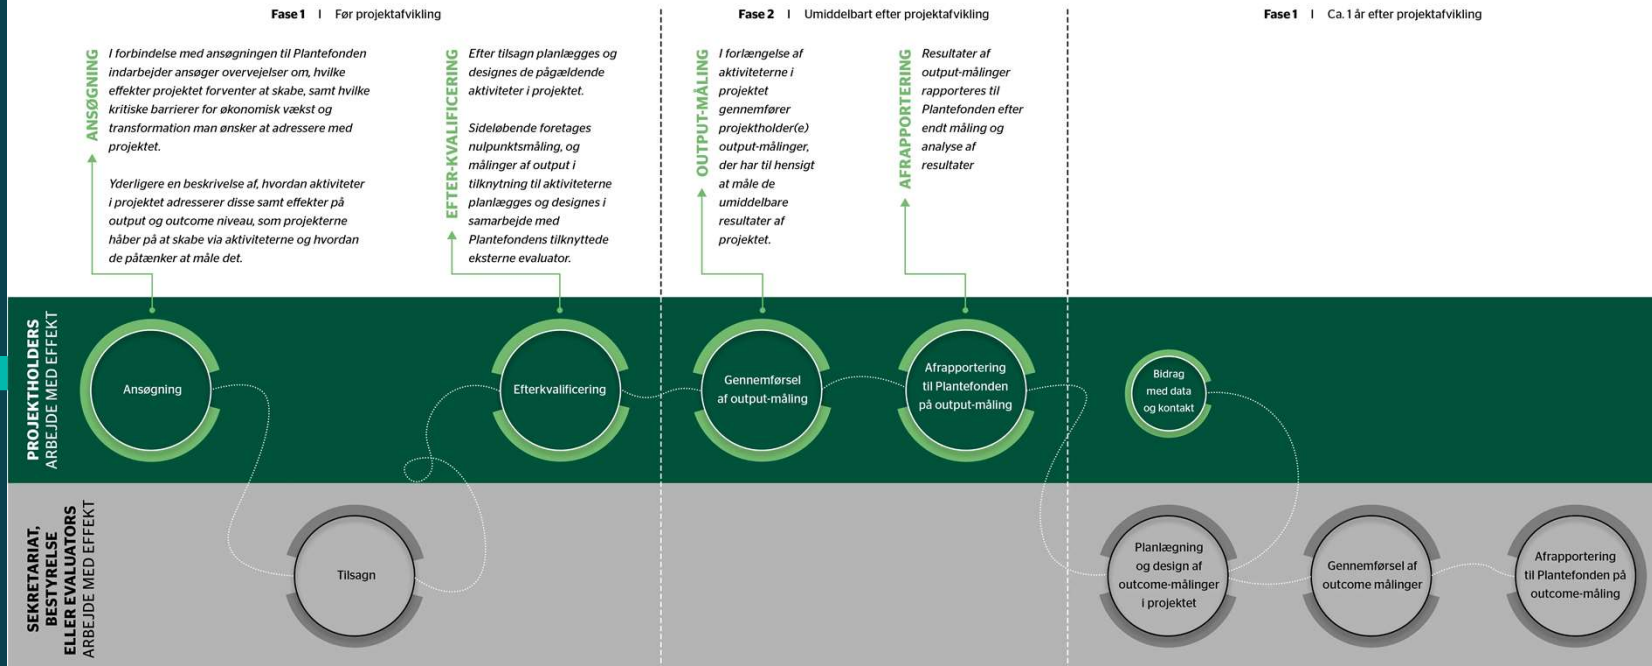 Fase 1 I Før projektafvikling
Fase 2 I Umiddelbart efter projektafvikling
Fase 1 I Ca. 1 år efter projektafvikling
ANSØGNING
I forbindelse med ansøgningen til Plantefonden
indarbejder ansøger overvejelser om, hvilke
effekter projektet forventer at skabe, samt hvilke
kritiske barrierer for økonomisk vækst og
transformation man ønsker at adressere med
projektet.
Yderligere en beskrivelse af, hvordan aktiviteter
i projektet adresserer disse samt effekter på
output og outcome niveau, som projekterne
håber på at skabe via aktiviteterne og hvordan
de påtænker at måle det.
EFTER-KVALIFICERING
Efter tilsagn planlægges og
designes de pågældende
aktiviteter i projektet.
Sideløbende foretages
nulpunktsmåling, og
målinger af output i
tilknytning til aktiviteterne
planlægges og designes i
samarbejde med
Plantefondens tilknyttede
eksterne evaluator.
OUTPUT-MÅLING
I forlængelse af
aktiviteterne i
projektet
gennemfører
projektholder(e)
output-målinger,
der har til hensigt
at måle de
umiddelbare
resultater af
projektet.
AFRAPPORTERING
Resultater af
output-målinger
rapporteres til
Plantefonden efter
endt måling og
analyse af
resultater
PROJEKTHOLDERS
ARBEJDE MED EFFEKT
Ansøgning
Efterkvalificering
Gennemførsel
af output-måling
Afrapportering
til Plantefonden
på output-måling
Bidrag
med data
og kontakt
SEKRETARIAT,
BESTYRELSE
ELLER EVALUATORS
ARBEJDE MED EFFEKT
Tilsagn
Planlægning
og design af
outcome-målinger
i projektet
Gennemførsel af
outcome målinger
Afrapportering
til Plantefonden på
outcome-måling